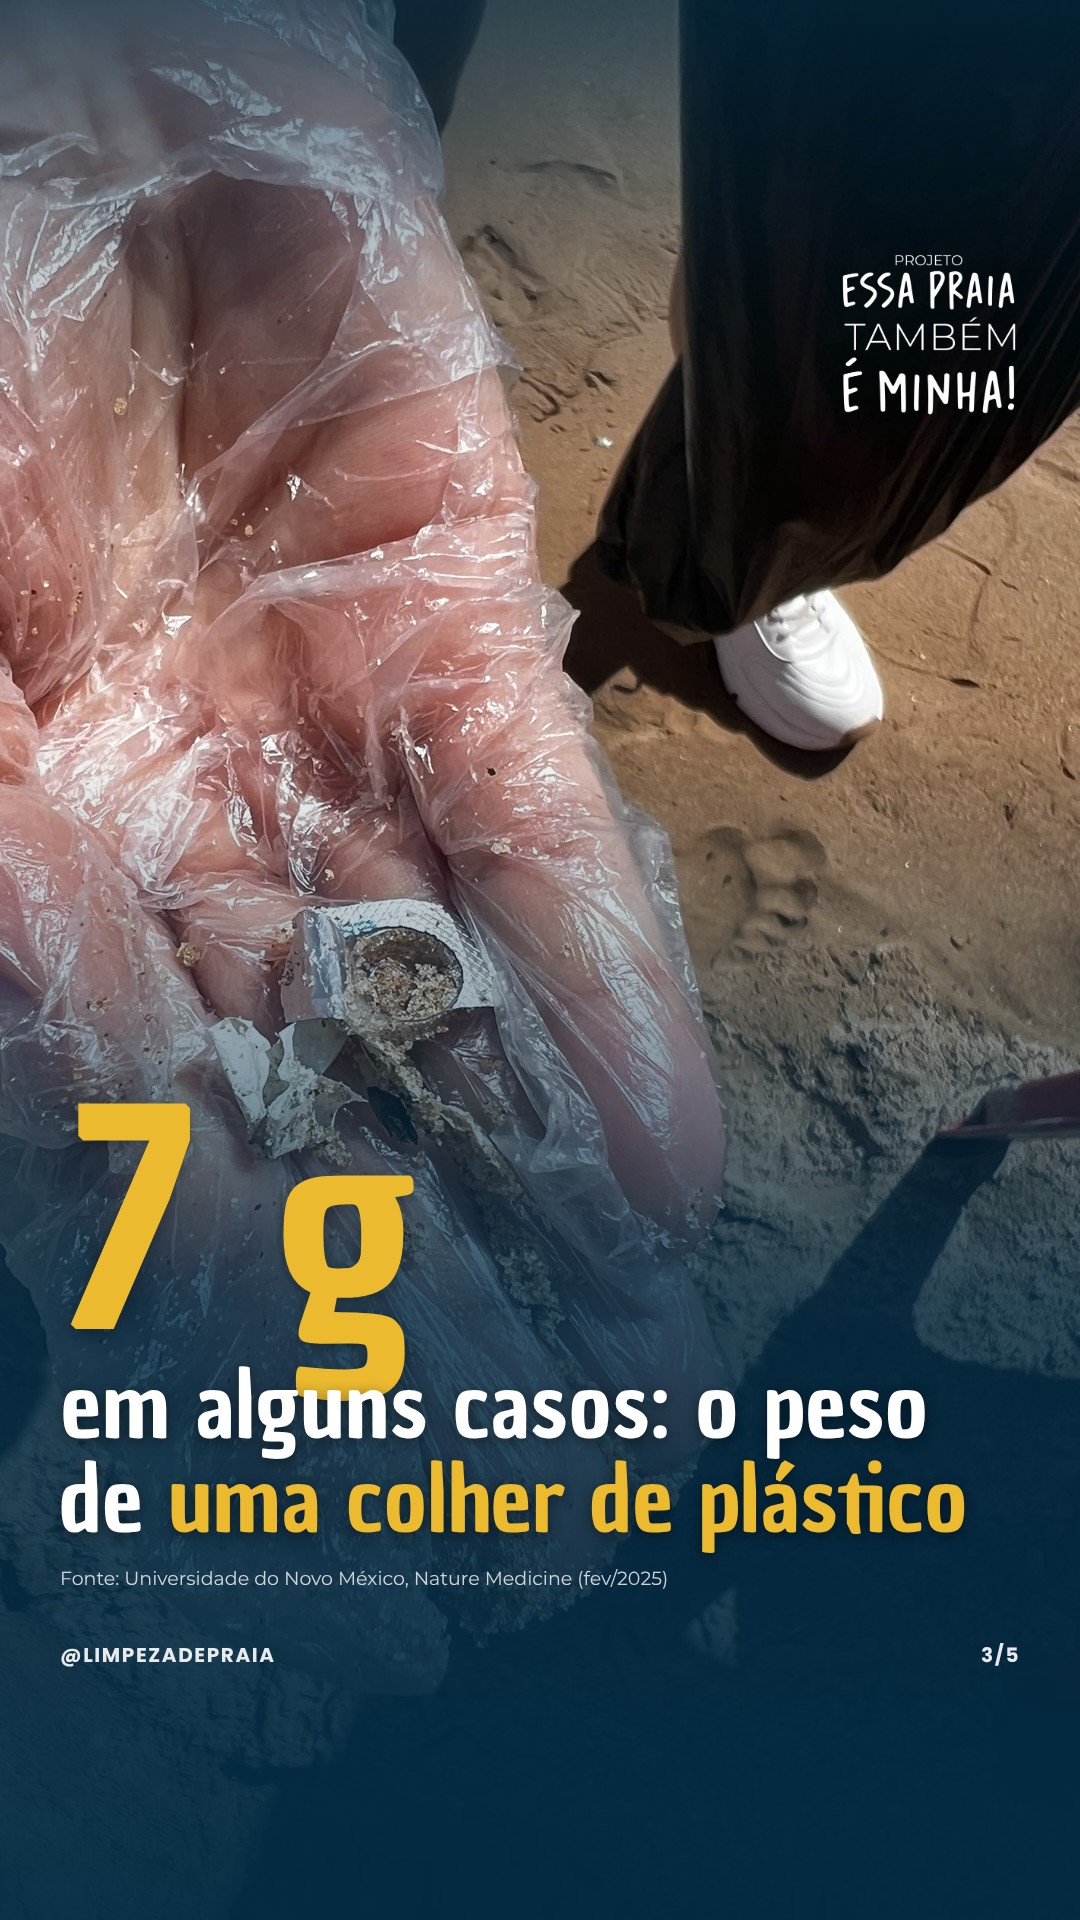 PROJETO
ESSA PRAIA
TAMBÉM
É MINHA!
7 g
em alguns casos: o peso
de uma colher de plástico
Fonte: Universidade do Novo México, Nature Medicine (fev/2025)
@LIMPEZADEPRAIA
3/5